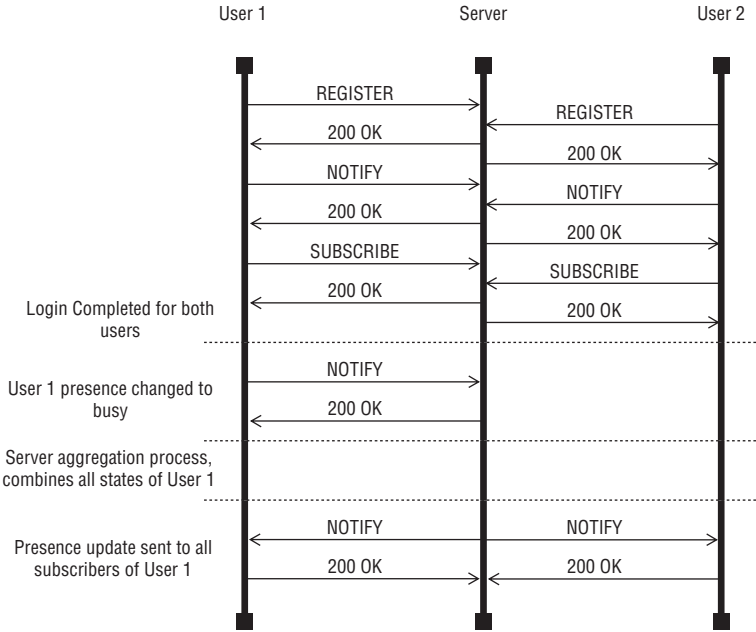 User 1
Server
User 2
REGISTER
REGISTER
200 OK
200 OK
NOTIFY
NOTIFY
200 OK
200 OK
SUBSCRIBE
SUBSCRIBE
200 OK
200 OK
Login Completed for both
users
NOTIFY
User 1 presence changed to
busy
200 OK
Server aggregation process,
combines all states of User 1
NOTIFY
NOTIFY
Presence update sent to all
subscribers of User 1
200 OK
200 OK